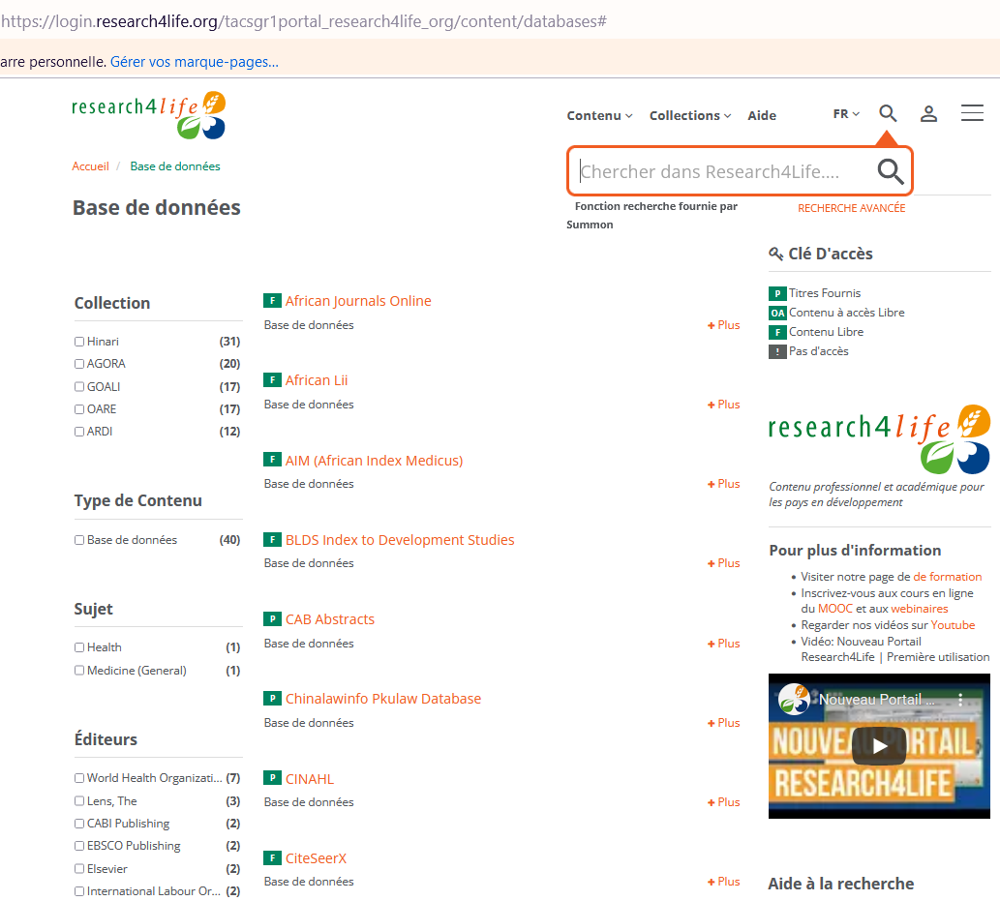 https://login.research4life.org/tacsgr1portal_research4life_org/content/databases#
arre personnelle. Gérer vos marque-pages...
research4life
Contenu
Collections
Aide
FR
Accueil / Base de données
Chercher dans Research4Life....
Fonction recherche fournie par
Summon
RECHERCHE AVANCÉE
Base de données
Collection
Hinari (31)
AGORA (20)
GOALI (17)
OARE (17)
ARDI (12)
Type de Contenu
Base de données (40)
Sujet
Health (1)
Medicine (General) (1)
Éditeurs
World Health Organizati... (7)
Lens, The (3)
CABI Publishing (2)
EBSCO Publishing (2)
Elsevier (2)
International Labour Or... (2)
F African Journals Online
Base de données + Plus
F African Lii
Base de données + Plus
F AIM (African Index Medicus)
Base de données + Plus
F BLDS Index to Development Studies
Base de données + Plus
P CAB Abstracts
Base de données + Plus
P Chinalawinfo Pkulaw Database
Base de données + Plus
P CINAHL
Base de données + Plus
F CiteSeerX
Base de données + Plus
Clé D'accès
P Titres Fournis
OA Contenu à accès Libre
F Contenu Libre
! Pas d'accès
research4life
Contenu professionnel et académique pour
les pays en développement
Pour plus d'information
• Visiter notre page de de formation
• Inscrivez-vous aux cours en ligne
du MOOC et aux webinaires
• Regarder nos vidéos sur Youtube
• Vidéo: Nouveau Portail
Research4Life | Première utilisation
Nouveau Portail ...
NOUVEAU PORTAIL
RESEARCH4LIFE
Aide à la recherche